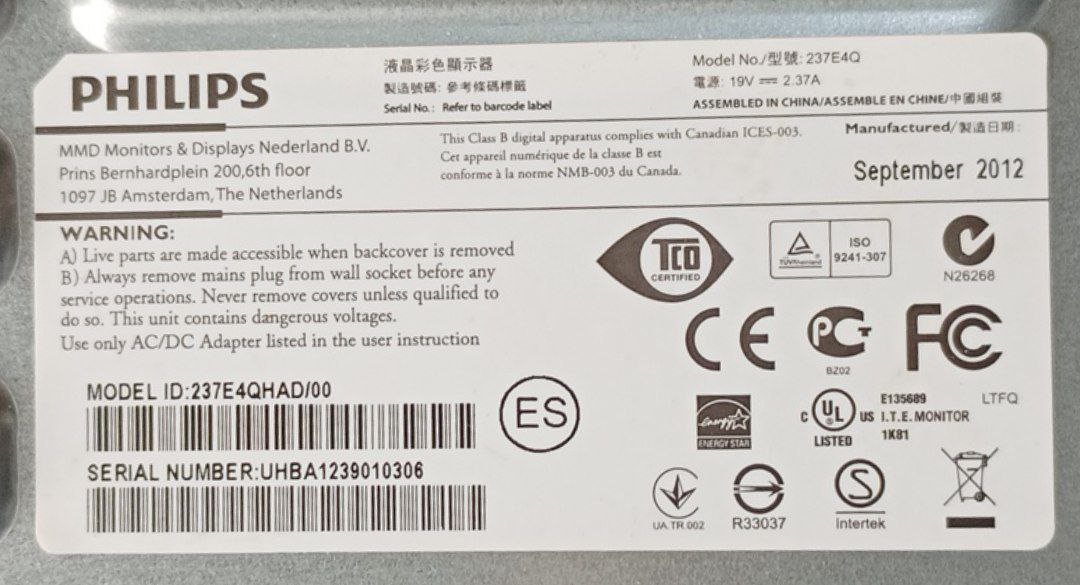 PHILIPS
液晶彩色顯示器
製造號碼: 參考條碼標籤
Serial No.: Refer to barcode label
Model No./型號: 237E4Q
電源: 19V ⎓ 2.37A
ASSEMBLED IN CHINA/ASSEMBLE EN CHINE/中國組裝
MMD Monitors & Displays Nederland B.V.
Prins Bernhardplein 200,6th floor
1097 JB Amsterdam, The Netherlands
This Class B digital apparatus complies with Canadian ICES-003.
Cet appareil numérique de la classe B est
conforme à la norme NMB-003 du Canada.
Manufactured/製造日期:
September 2012
WARNING:
A) Live parts are made accessible when backcover is removed
B) Always remove mains plug from wall socket before any
service operations. Never remove covers unless qualified to
do so. This unit contains dangerous voltages.
Use only AC/DC Adapter listed in the user instruction
TCO
CERTIFIED
TÜVRheinland
ISO
9241-307
N26268
CE
PCT
BZ02
FC
MODEL ID:237E4QHAD/00
SERIAL NUMBER:UHBA1239010306
ES
energy
ENERGY STAR
C UL US
LISTED
E135689
I.T.E. MONITOR
1K81
LTFQ
UA.TR.002
R33037
S
Intertek